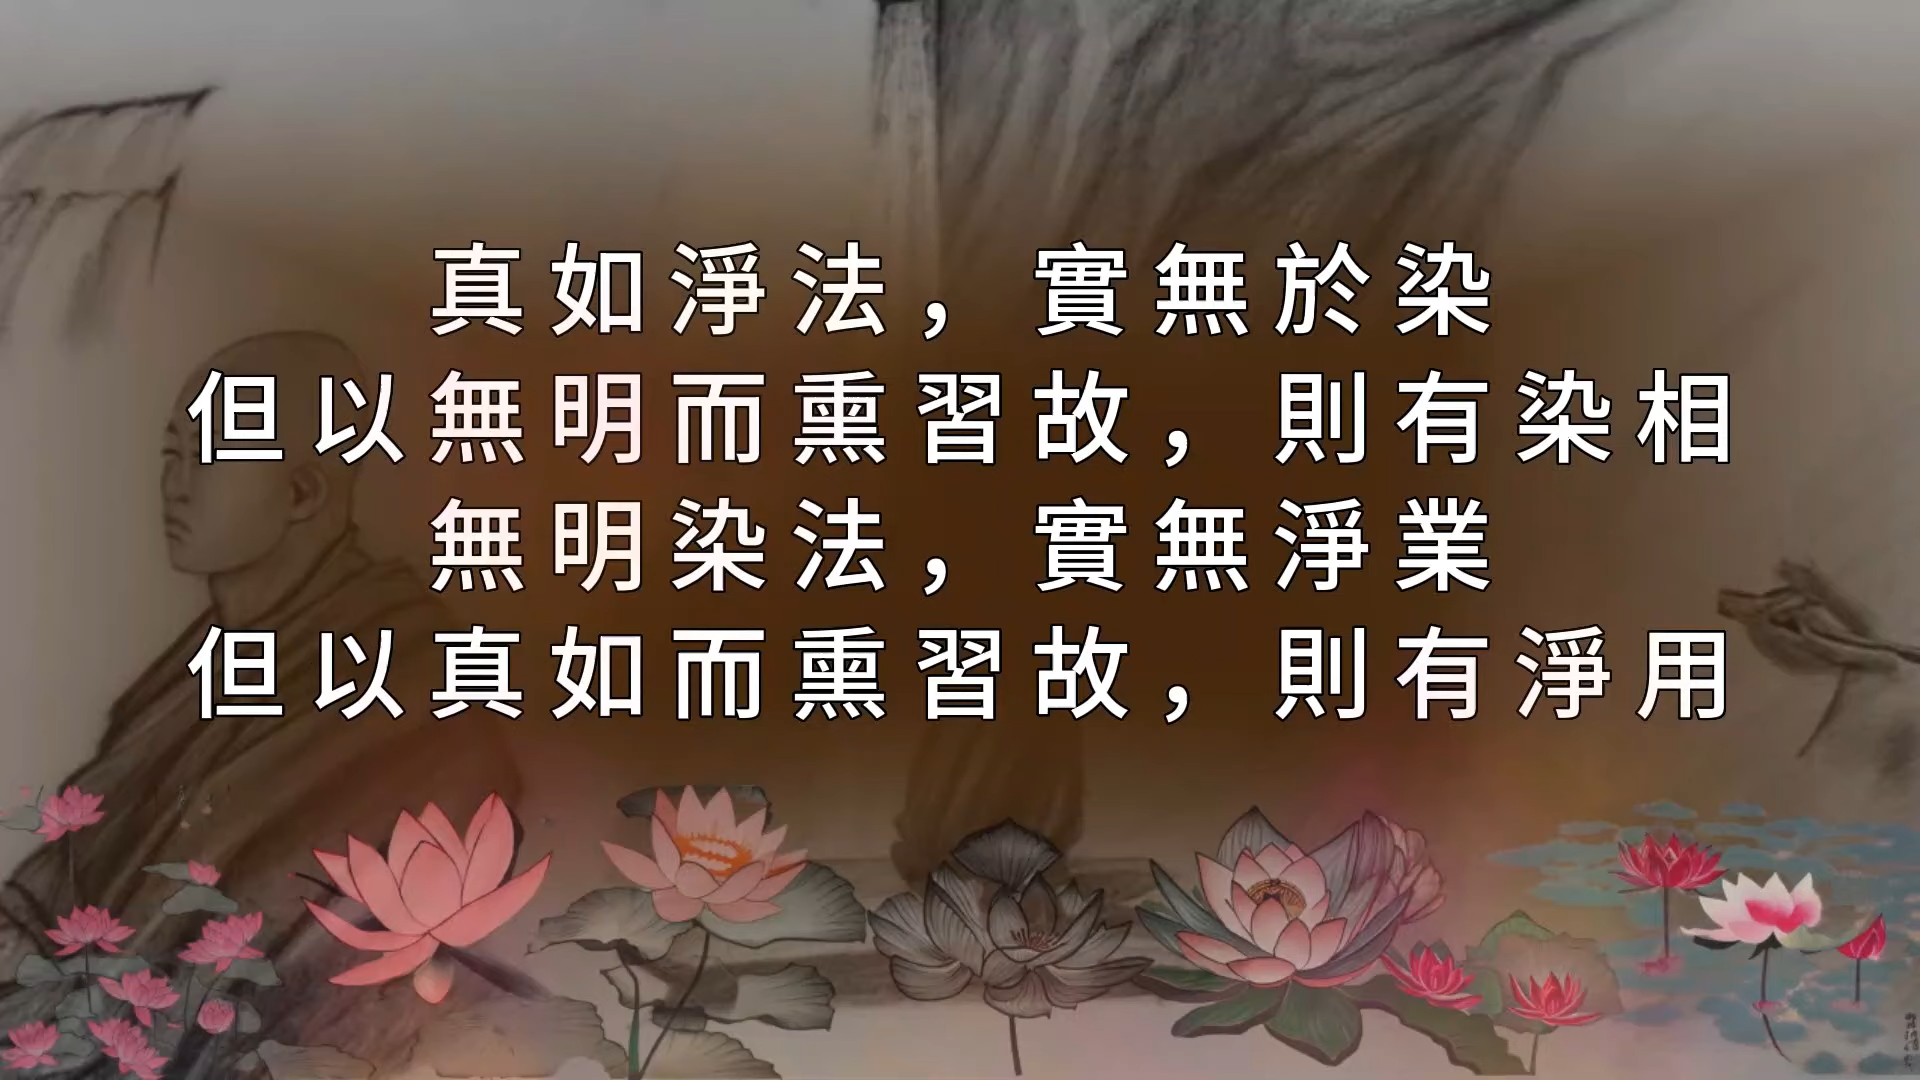 真如淨法，實無於染
但以無明而熏習故，則有染相
無明染法，實無淨業
但以真如而熏習故，則有淨用